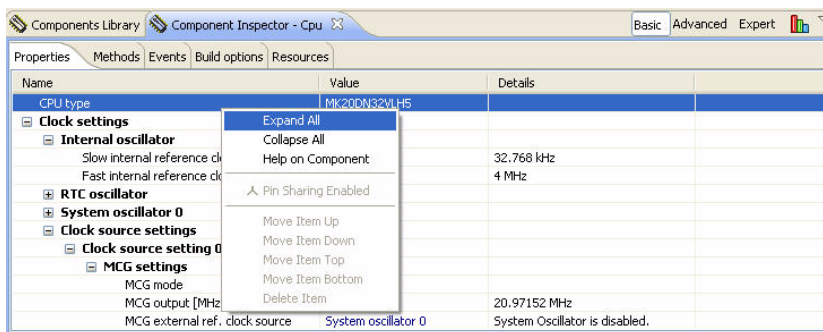 Components Library Component Inspector - Cpu Basic Advanced Expert
Properties Methods Events Build options Resources
Name Value Details
CPU type MK20DN32VLH5
Expand All
Clock settings
Collapse All
Internal oscillator
Help on Component
Slow internal reference 32.768 kHz
Fast internal reference 4 MHz
Pin Sharing Enabled
RTC oscillator
System oscillator 0
Move Item Up
Clock source settings
Move Item Down
Clock source setting 0
Move Item Top
MCG settings
Move Item Bottom
MCG mode
Delete Item
MCG output [MHz 20.97152 MHz
MCG external ref. clock source System oscillator 0 System Oscillator is disabled.